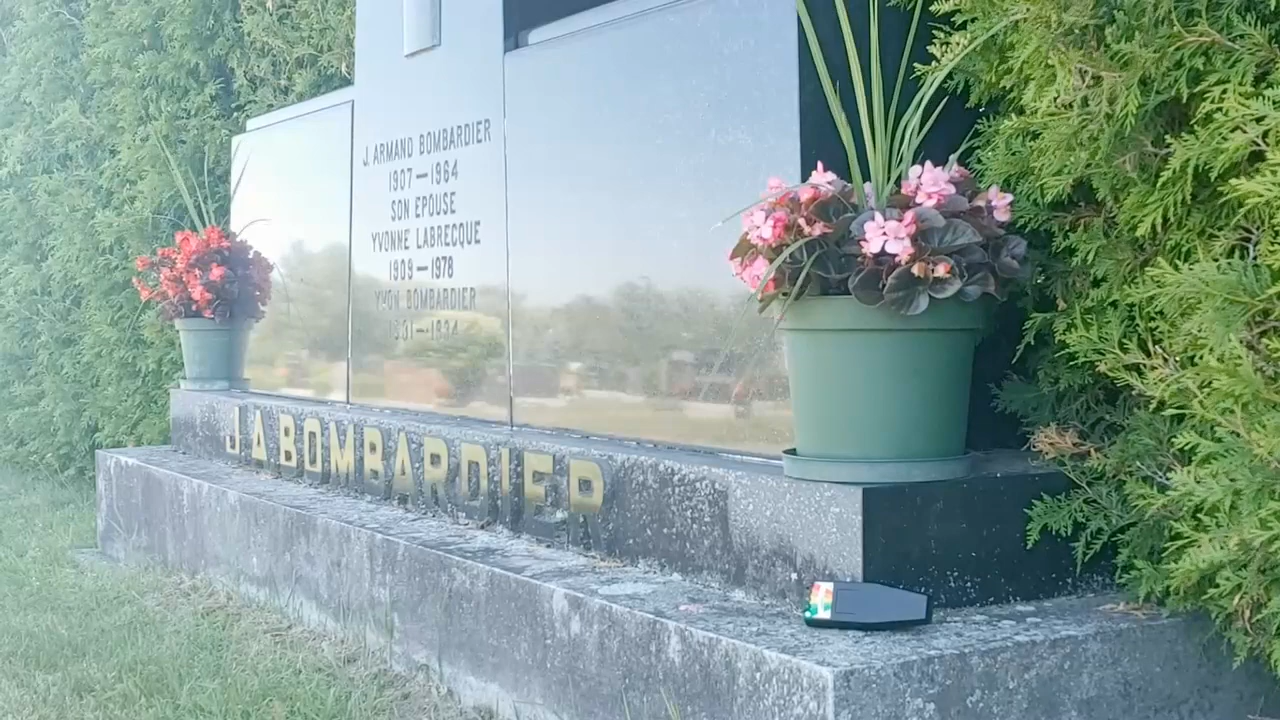 J. ARMAND BOMBARDIER
1907—1964
SON EPOUSE
YVONNE LABRECQUE
1909—1978
YVON BOMBARDIER
J A BOMBARDIER